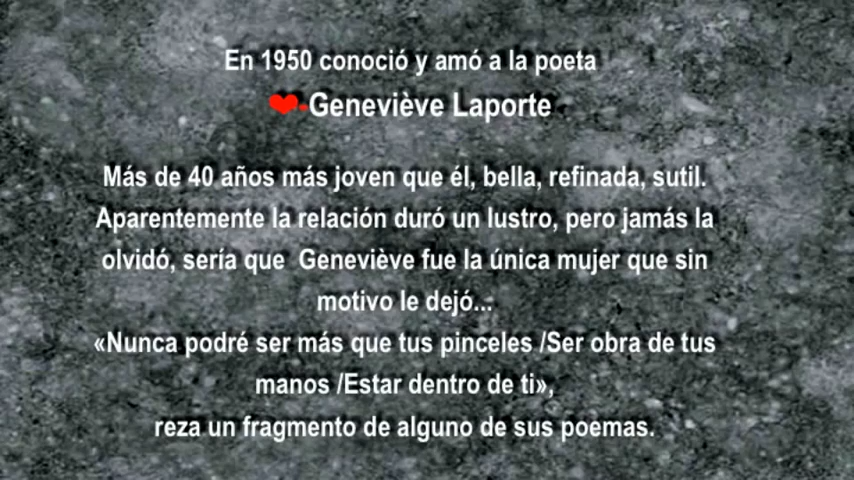 En 1950 conoció y amó a la poeta
❤-Geneviève Laporte
Más de 40 años más joven que él, bella, refinada, sutil.
Aparentemente la relación duró un lustro, pero jamás la
olvidó, sería que Geneviève fue la única mujer que sin
motivo le dejó...
«Nunca podré ser más que tus pinceles /Ser obra de tus
manos /Estar dentro de ti»,
reza un fragmento de alguno de sus poemas.